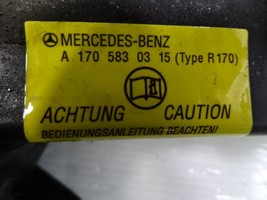 MERCEDES-BENZ
A 170 583 03 15 (Type R170)
ACHTUNG CAUTION
BEDIENUNGSANLEITUNG BEACHTEN!